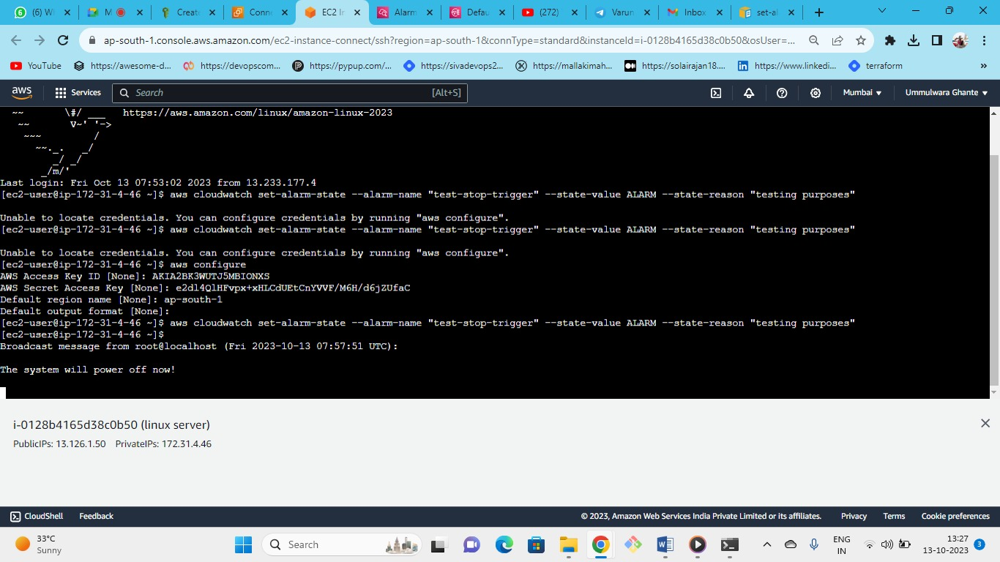 (6) Wh
M
Create
Conne
EC2 In
Alarm
Defau
(272)
Varun
Inbox
set-al
ap-south-1.console.aws.amazon.com/ec2-instance-connect/ssh?region=ap-south-1&connType=standard&instanceId=i-0128b4165d38c0b50&osUser=...
YouTube
https://awesome-d...
https://devopscom...
https://pypup.com/...
https://sivadevops2...
https://mallakimah...
https://solairajan18....
https://www.linkedi...
terraform
»
aws
Services
Search
[Alt+S]
Mumbai
Ummulwara Ghante
~~       \#/ ___   https://aws.amazon.com/linux/amazon-linux-2023
~~       V~' '->
~~~         /
~~._.   _/
_/ _/
_/m/'
Last login: Fri Oct 13 07:53:02 2023 from 13.233.177.4
[ec2-user@ip-172-31-4-46 ~]$ aws cloudwatch set-alarm-state --alarm-name "test-stop-trigger" --state-value ALARM --state-reason "testing purposes"
Unable to locate credentials. You can configure credentials by running "aws configure".
[ec2-user@ip-172-31-4-46 ~]$ aws cloudwatch set-alarm-state --alarm-name "test-stop-trigger" --state-value ALARM --state-reason "testing purposes"
Unable to locate credentials. You can configure credentials by running "aws configure".
[ec2-user@ip-172-31-4-46 ~]$ aws configure
AWS Access Key ID [None]: AKIA2BK3WUTJ5MBIONXS
AWS Secret Access Key [None]: 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
Default region name [None]: ap-south-1
Default output format [None]:
[ec2-user@ip-172-31-4-46 ~]$ aws cloudwatch set-alarm-state --alarm-name "test-stop-trigger" --state-value ALARM --state-reason "testing purposes"
[ec2-user@ip-172-31-4-46 ~]$
Broadcast message from root@localhost (Fri 2023-10-13 07:57:51 UTC):
The system will power off now!
i-0128b4165d38c0b50 (linux server)
PublicIPs: 13.126.1.50 PrivateIPs: 172.31.4.46
CloudShell
Feedback
© 2023, Amazon Web Services India Private Limited or its affiliates.
Privacy
Terms
Cookie preferences
33°C
Sunny
Search
ENG
IN
13:27
13-10-2023
3